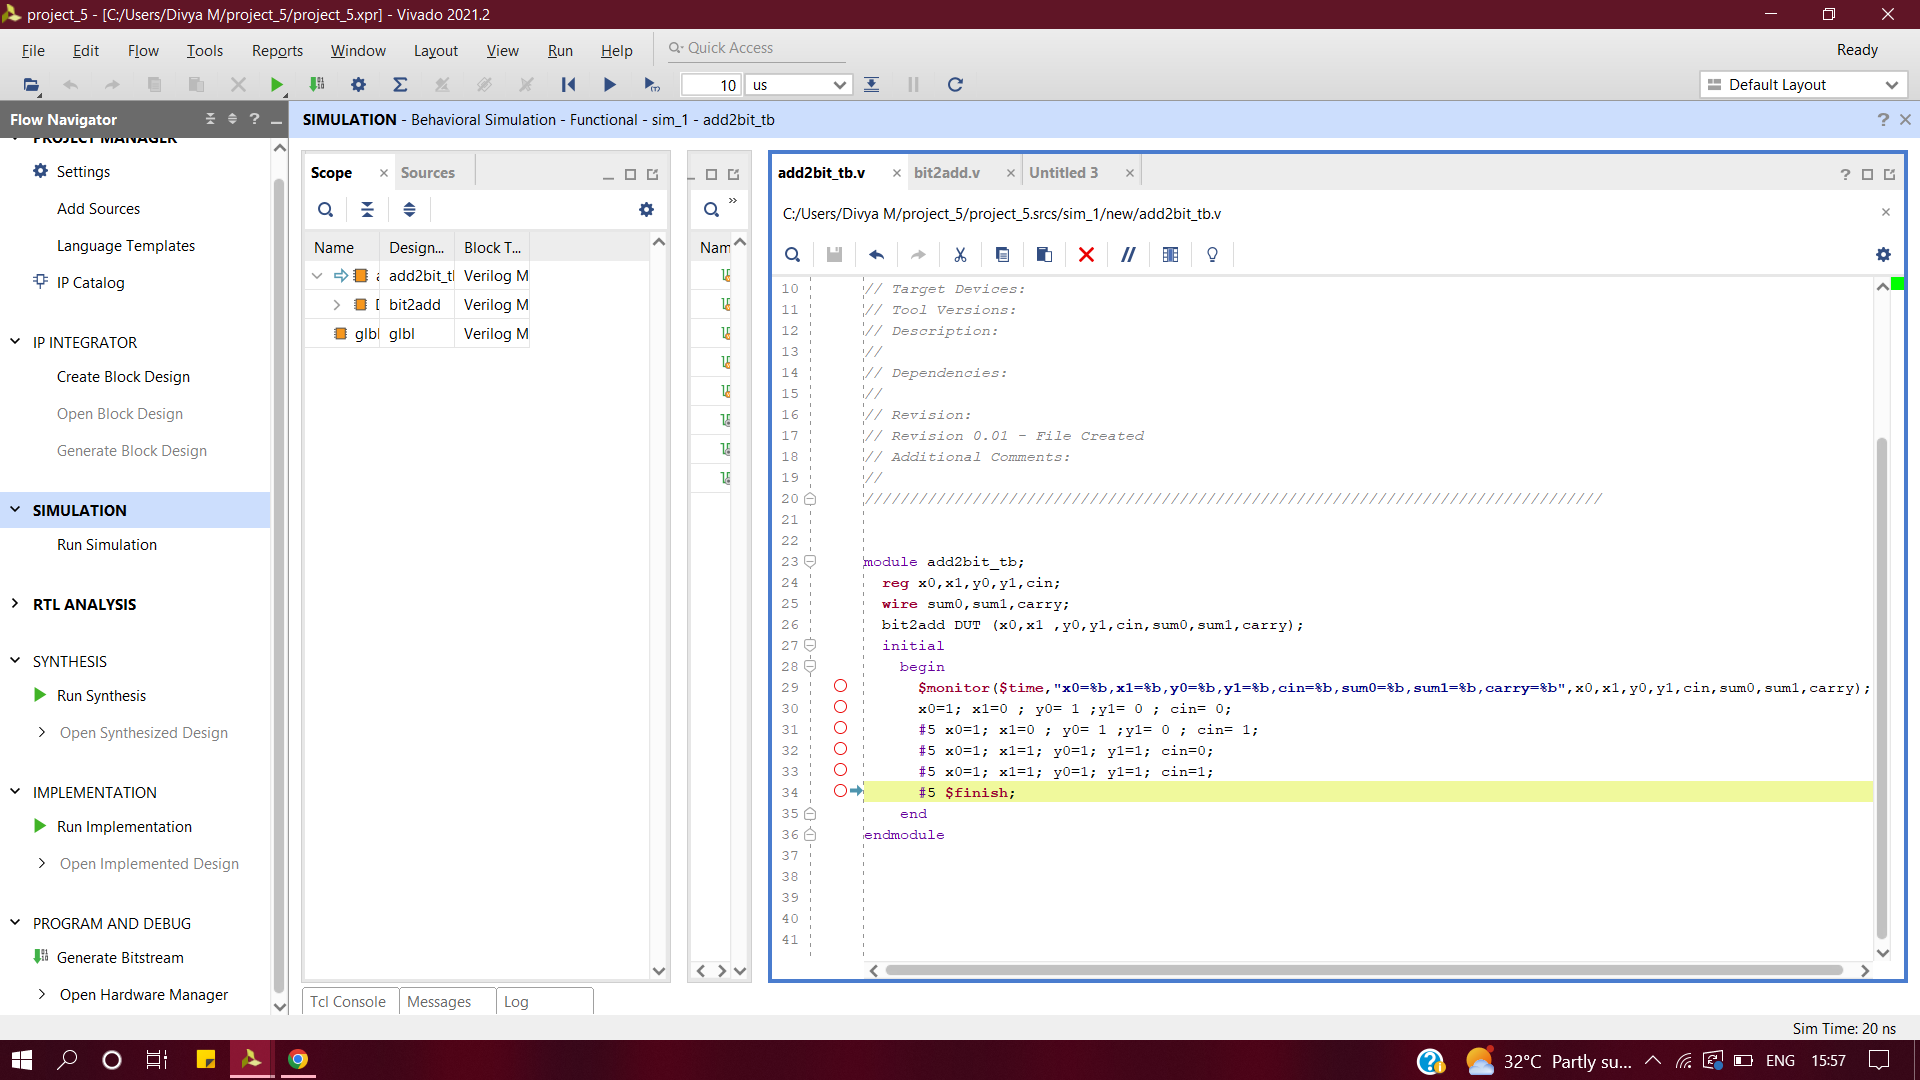 project_5 - [C:/Users/Divya M/project_5/project_5.xpr] - Vivado 2021.2
File Edit Flow Tools Reports Window Layout View Run Help Quick Access Ready
10 us Default Layout
Flow Navigator
SIMULATION - Behavioral Simulation - Functional - sim_1 - add2bit_tb
PROJECT MANAGER
Settings
Add Sources
Language Templates
IP Catalog
IP INTEGRATOR
Create Block Design
Open Block Design
Generate Block Design
SIMULATION
Run Simulation
RTL ANALYSIS
SYNTHESIS
Run Synthesis
Open Synthesized Design
IMPLEMENTATION
Run Implementation
Open Implemented Design
PROGRAM AND DEBUG
Generate Bitstream
Open Hardware Manager
Scope Sources
Name Design... Block T...
add2bit_t Verilog M
bit2add Verilog M
glbl glbl Verilog M
Nam
add2bit_tb.v bit2add.v Untitled 3
C:/Users/Divya M/project_5/project_5.srcs/sim_1/new/add2bit_tb.v
10 // Target Devices:
11 // Tool Versions:
12 // Description:
13 //
14 // Dependencies:
15 //
16 // Revision:
17 // Revision 0.01 - File Created
18 // Additional Comments:
19 //
20 //////////////////////////////////////////////////////////////////////////////////
21
22
23 module add2bit_tb;
24 reg x0,x1,y0,y1,cin;
25 wire sum0,sum1,carry;
26 bit2add DUT (x0,x1 ,y0,y1,cin,sum0,sum1,carry);
27 initial
28 begin
29 $monitor($time,"x0=%b,x1=%b,y0=%b,y1=%b,cin=%b,sum0=%b,sum1=%b,carry=%b",x0,x1,y0,y1,cin,sum0,sum1,carry);
30 x0=1; x1=0 ; y0= 1 ;y1= 0 ; cin= 0;
31 #5 x0=1; x1=0 ; y0= 1 ;y1= 0 ; cin= 1;
32 #5 x0=1; x1=1; y0=1; y1=1; cin=0;
33 #5 x0=1; x1=1; y0=1; y1=1; cin=1;
34 #5 $finish;
35 end
36 endmodule
37
38
39
40
41
Tcl Console Messages Log
Sim Time: 20 ns
32°C Partly su... ENG 15:57